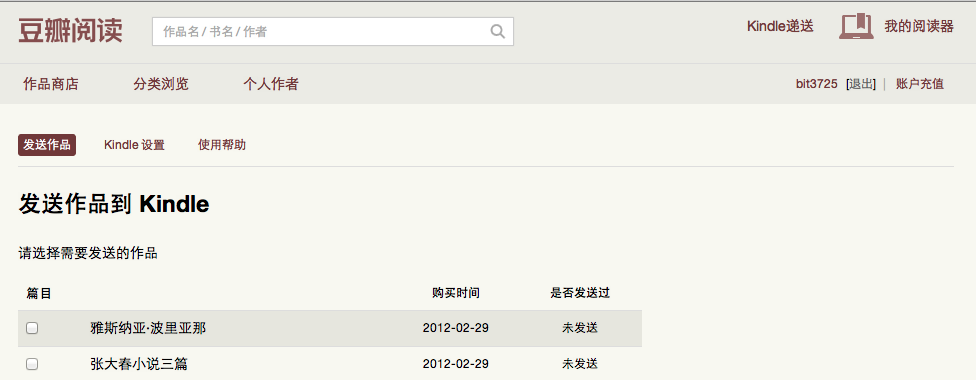 豆瓣阅读 作品名 / 书名 / 作者 Kindle递送 我的阅读器
作品商店 分类浏览 个人作者 bit3725 [退出] | 账户充值
发送作品 Kindle 设置 使用帮助
发送作品到 Kindle
请选择需要发送的作品
篇目 购买时间 是否发送过
雅斯纳亚·波里亚那 2012-02-29 未发送
张大春小说三篇 2012-02-29 未发送